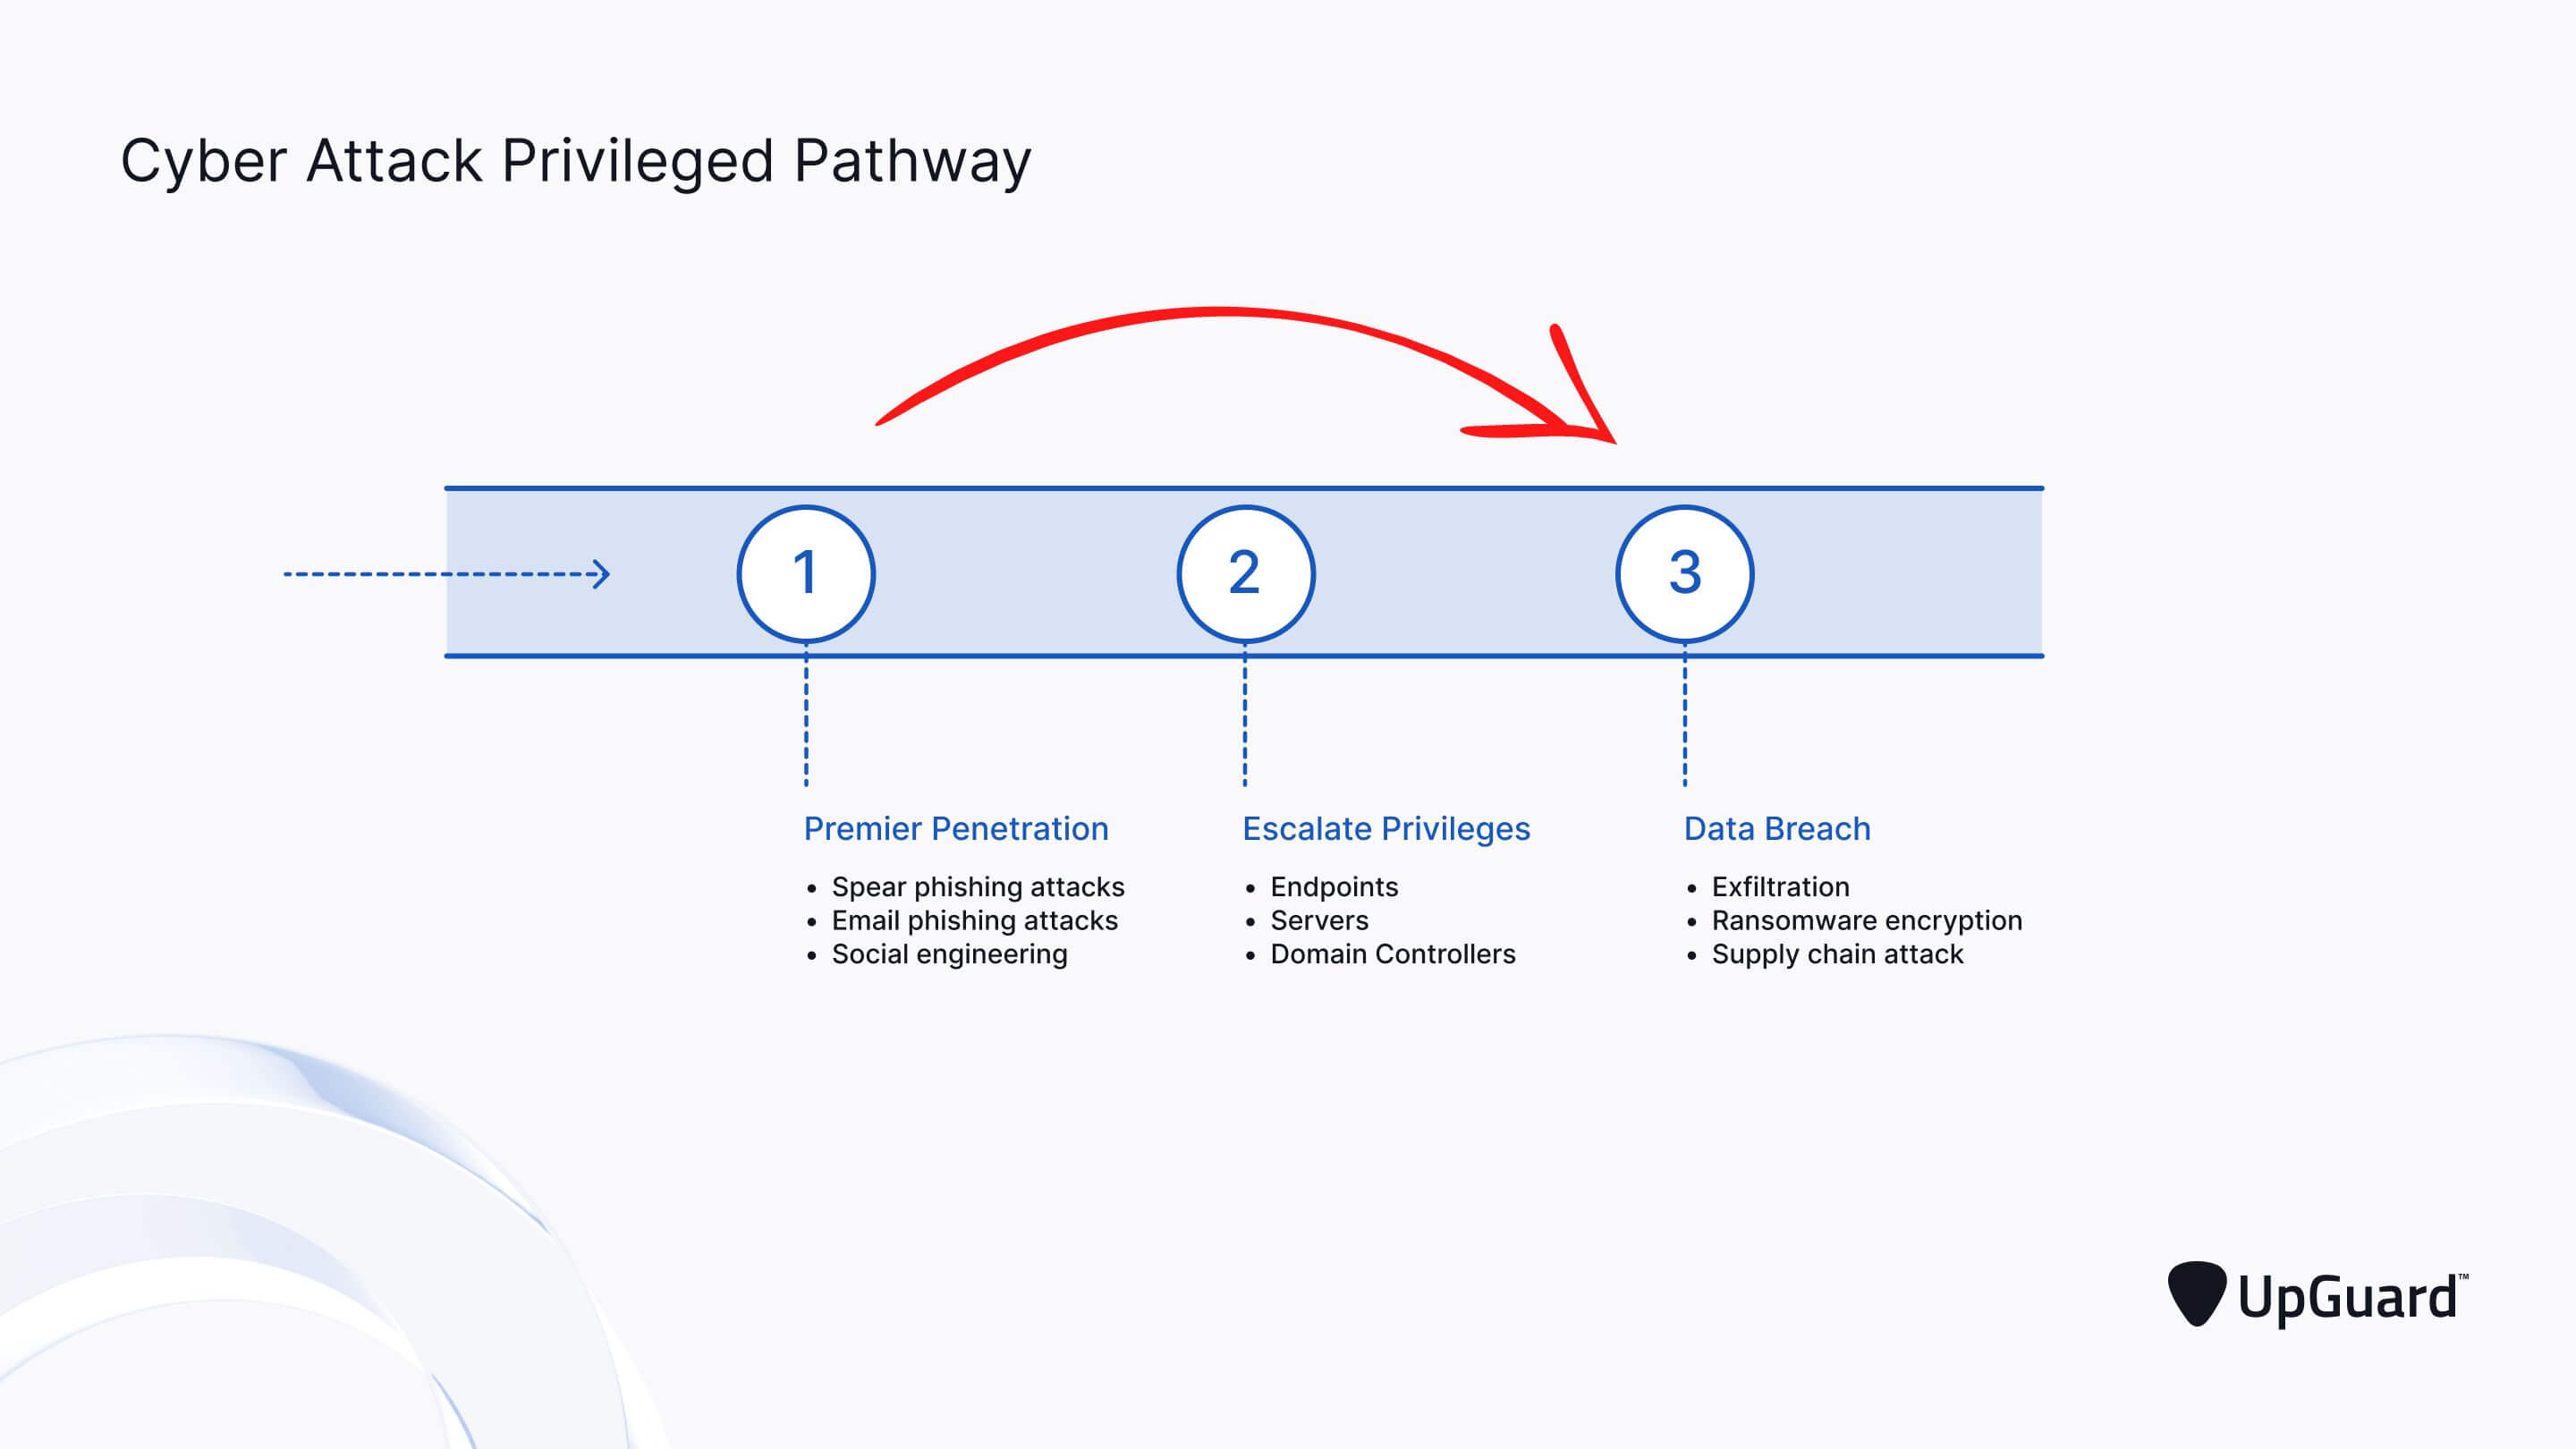 Cyber Attack Privileged Pathway
1
2
3
Premier Penetration
• Spear phishing attacks
• Email phishing attacks
• Social engineering
Escalate Privileges
• Endpoints
• Servers
• Domain Controllers
Data Breach
• Exfiltration
• Ransomware encryption
• Supply chain attack
UpGuard™